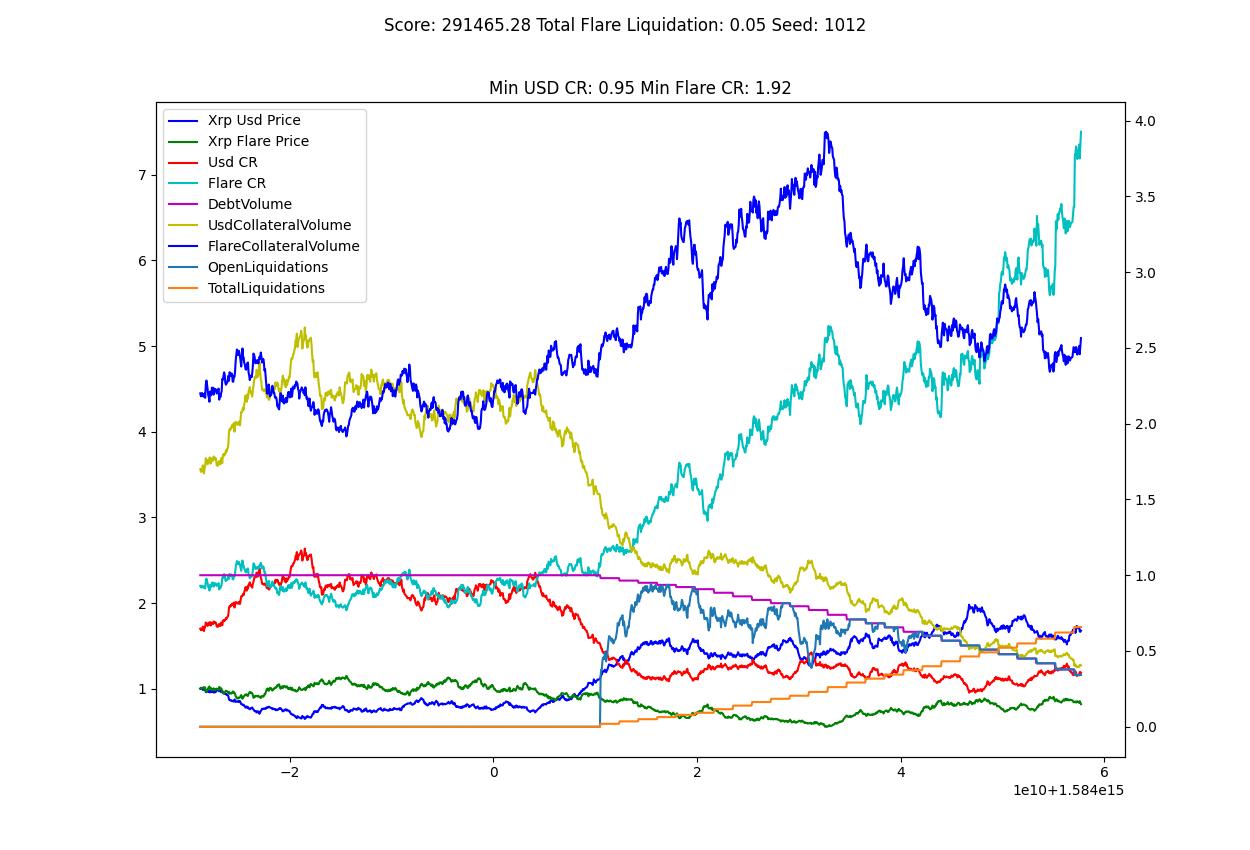 Score: 291465.28 Total Flare Liquidation: 0.05 Seed: 1012
Min USD CR: 0.95 Min Flare CR: 1.92
Xrp Usd Price
Xrp Flare Price
Usd CR
Flare CR
DebtVolume
UsdCollateralVolume
FlareCollateralVolume
OpenLiquidations
TotalLiquidations
7
6
5
4
3
2
1
4.0
3.5
3.0
2.5
2.0
1.5
1.0
0.5
0.0
−2 0 2 4 6
1e10+1.584e15